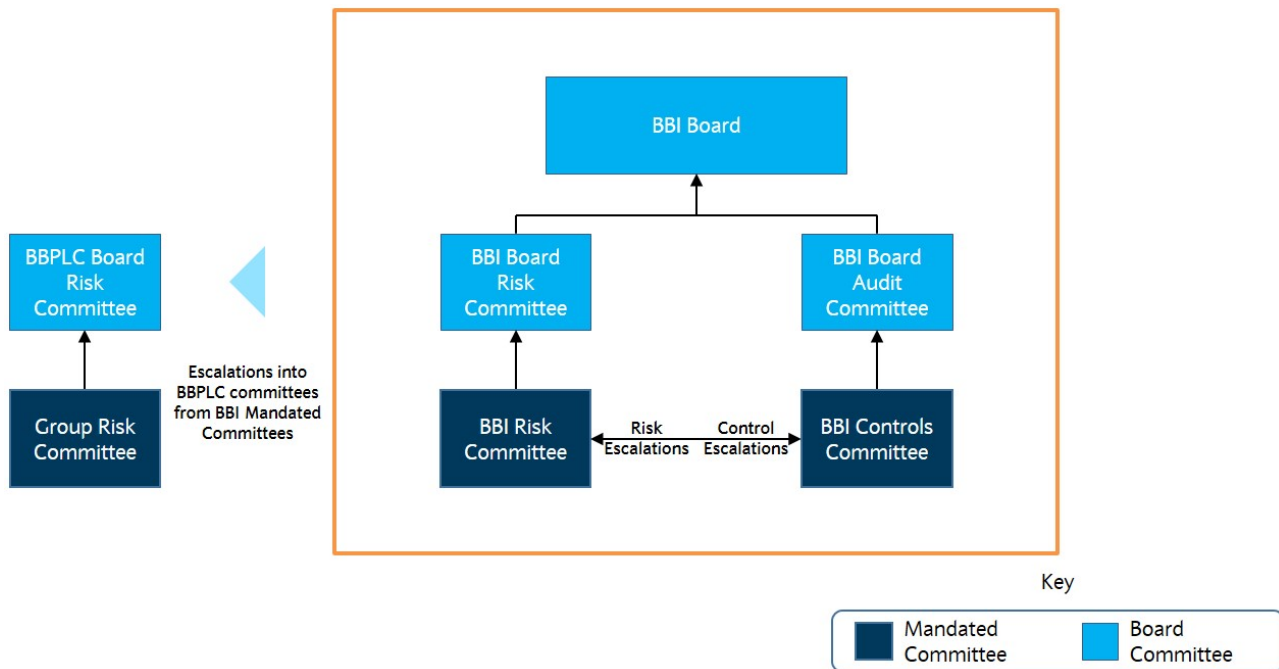 BBI Board
BBPLC Board
Risk
Committee
BBI Board
Risk
Committee
BBI Board
Audit
Committee
Escalations into
BBPLC committees
from BBI Mandated
Committees
Group Risk
Committee
BBI Risk
Committee
Risk
Escalations
Control
Escalations
BBI Controls
Committee
Key
Mandated
Committee
Board
Committee